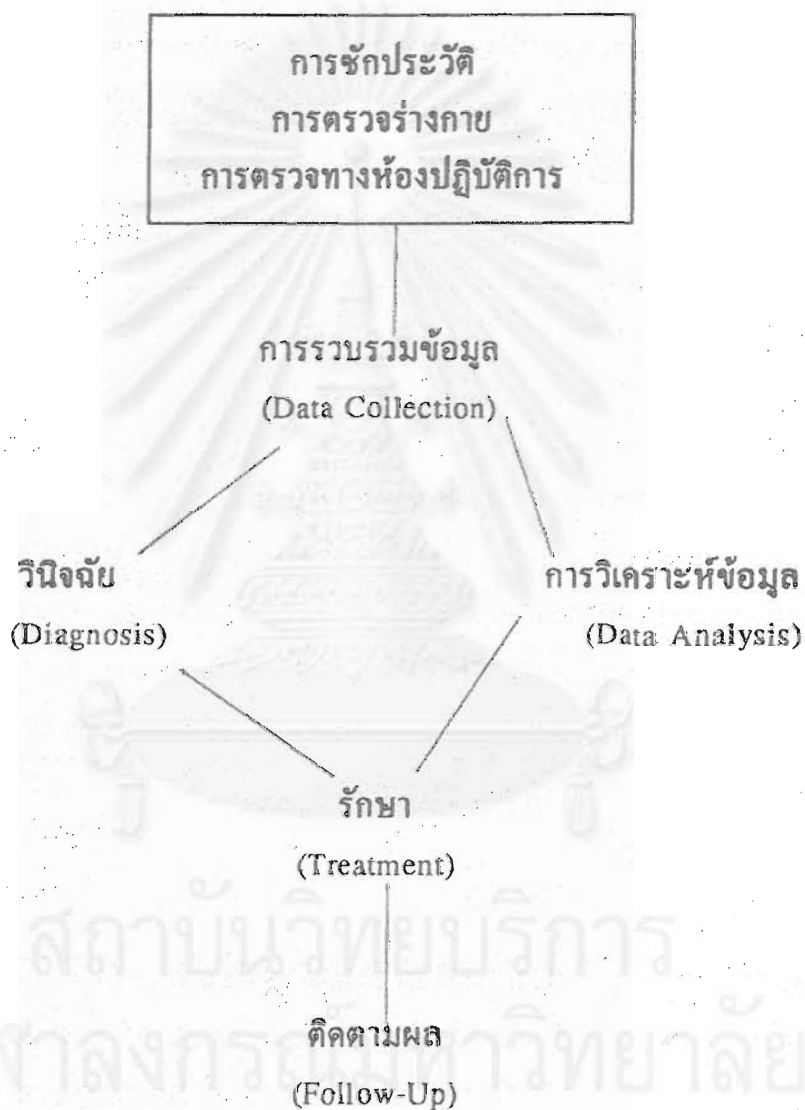 การซักประวัติ
การตรวจร่างกาย
การตรวจทางห้องปฏิบัติการ
การรวบรวมข้อมูล
(Data Collection)
วินิจฉัย
(Diagnosis)
การวิเคราะห์ข้อมูล
(Data Analysis)
รักษา
(Treatment)
สถาบันวิทยบริการ
ติดตามผล
(Follow-Up)
จุฬาลงกรณ์มหาวิทยาลัย